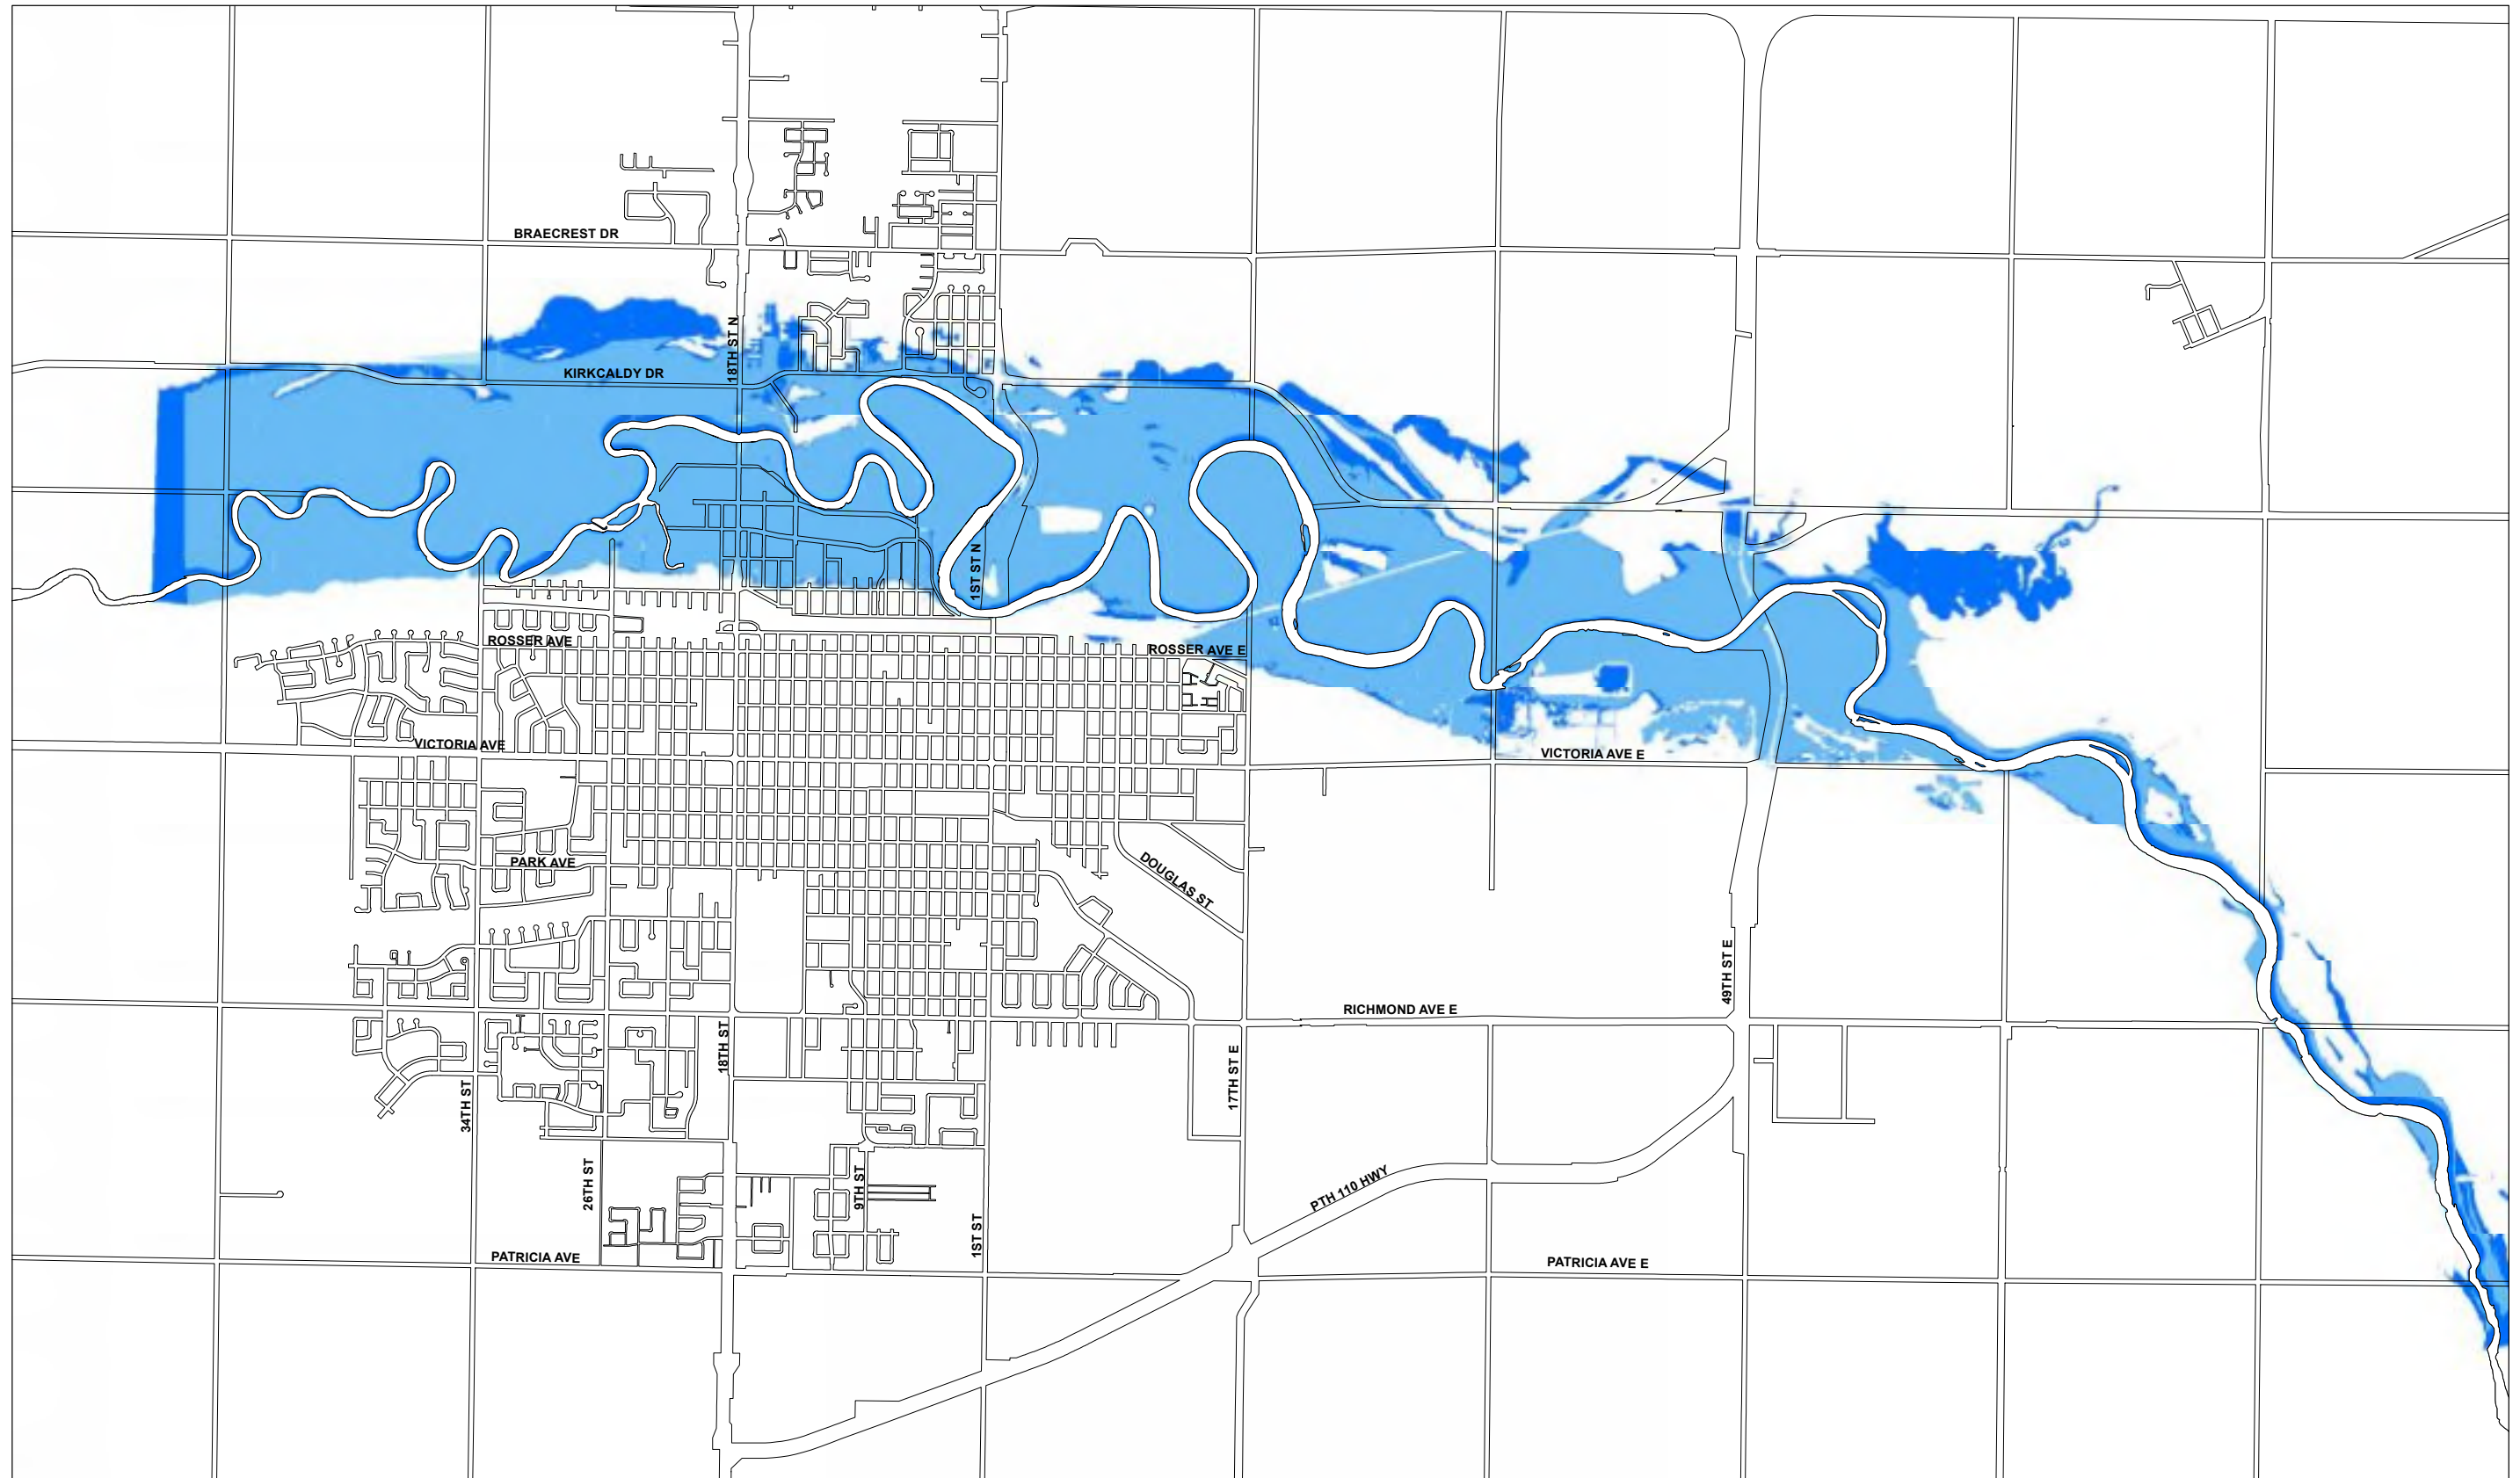 BRAECREST DR
18TH ST N
KIRKCALDY DR
1ST ST N
ROSSER AVE
ROSSER AVE E
VICTORIA AVE
VICTORIA AVE E
PARK AVE
DOUGLAS ST
49TH ST E
RICHMOND AVE E
18TH ST
17TH ST E
34TH ST
26TH ST
9TH ST
PTH 110 HWY
1ST ST
PATRICIA AVE
PATRICIA AVE E